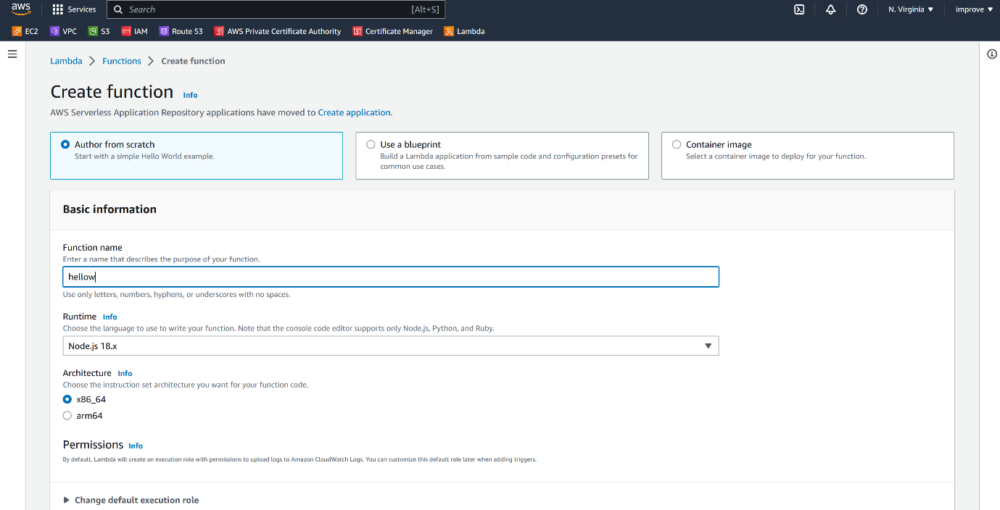 aws Services Search [Alt+S] N. Virginia ▼ improve ▼
EC2 VPC S3 IAM Route 53 AWS Private Certificate Authority Certificate Manager Lambda
Lambda > Functions > Create function
Create function Info
AWS Serverless Application Repository applications have moved to Create application.
Author from scratch
Start with a simple Hello World example.
Use a blueprint
Build a Lambda application from sample code and configuration presets for
common use cases.
Container image
Select a container image to deploy for your function.
Basic information
Function name
Enter a name that describes the purpose of your function.
hellow
Use only letters, numbers, hyphens, or underscores with no spaces.
Runtime Info
Choose the language to use to write your function. Note that the console code editor supports only Node.js, Python, and Ruby.
Node.js 18.x
Architecture Info
Choose the instruction set architecture you want for your function code.
x86_64
arm64
Permissions Info
By default, Lambda will create an execution role with permissions to upload logs to Amazon CloudWatch Logs. You can customize this default role later when adding triggers.
Change default execution role